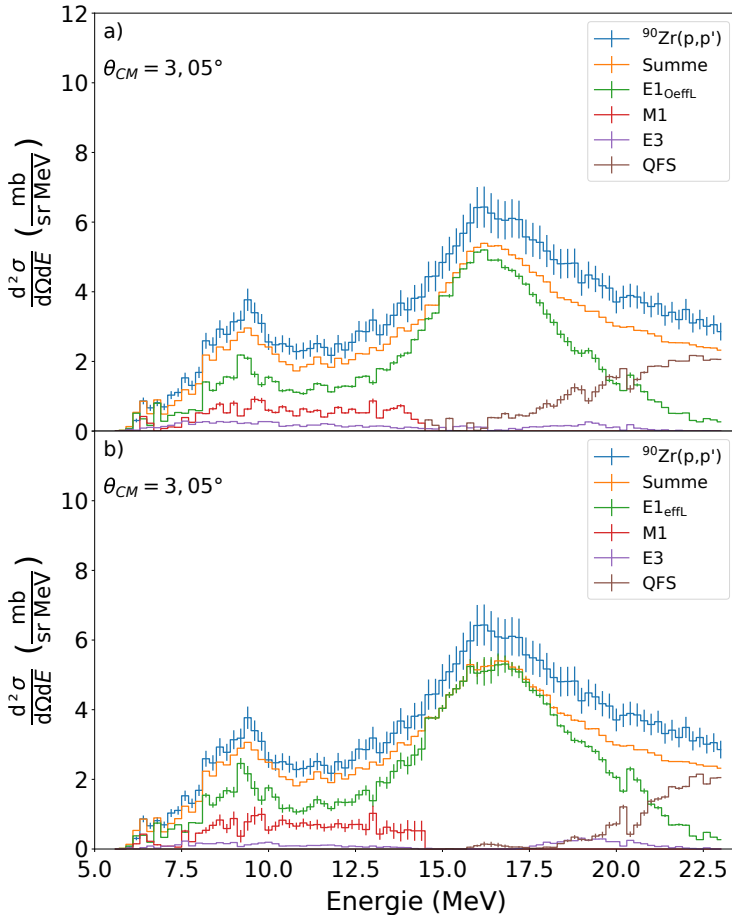 a)
θ_CM = 3, 05°
⁹⁰Zr(p,p')
Summe
E1_OeffL
M1
E3
QFS
12
10
8
6
4
2
0
d²σ/dΩdE (mb/sr MeV)
b)
θ_CM = 3, 05°
⁹⁰Zr(p,p')
Summe
E1_effL
M1
E3
QFS
10
8
6
4
2
0
d²σ/dΩdE (mb/sr MeV)
5.0 7.5 10.0 12.5 15.0 17.5 20.0 22.5
Energie (MeV)